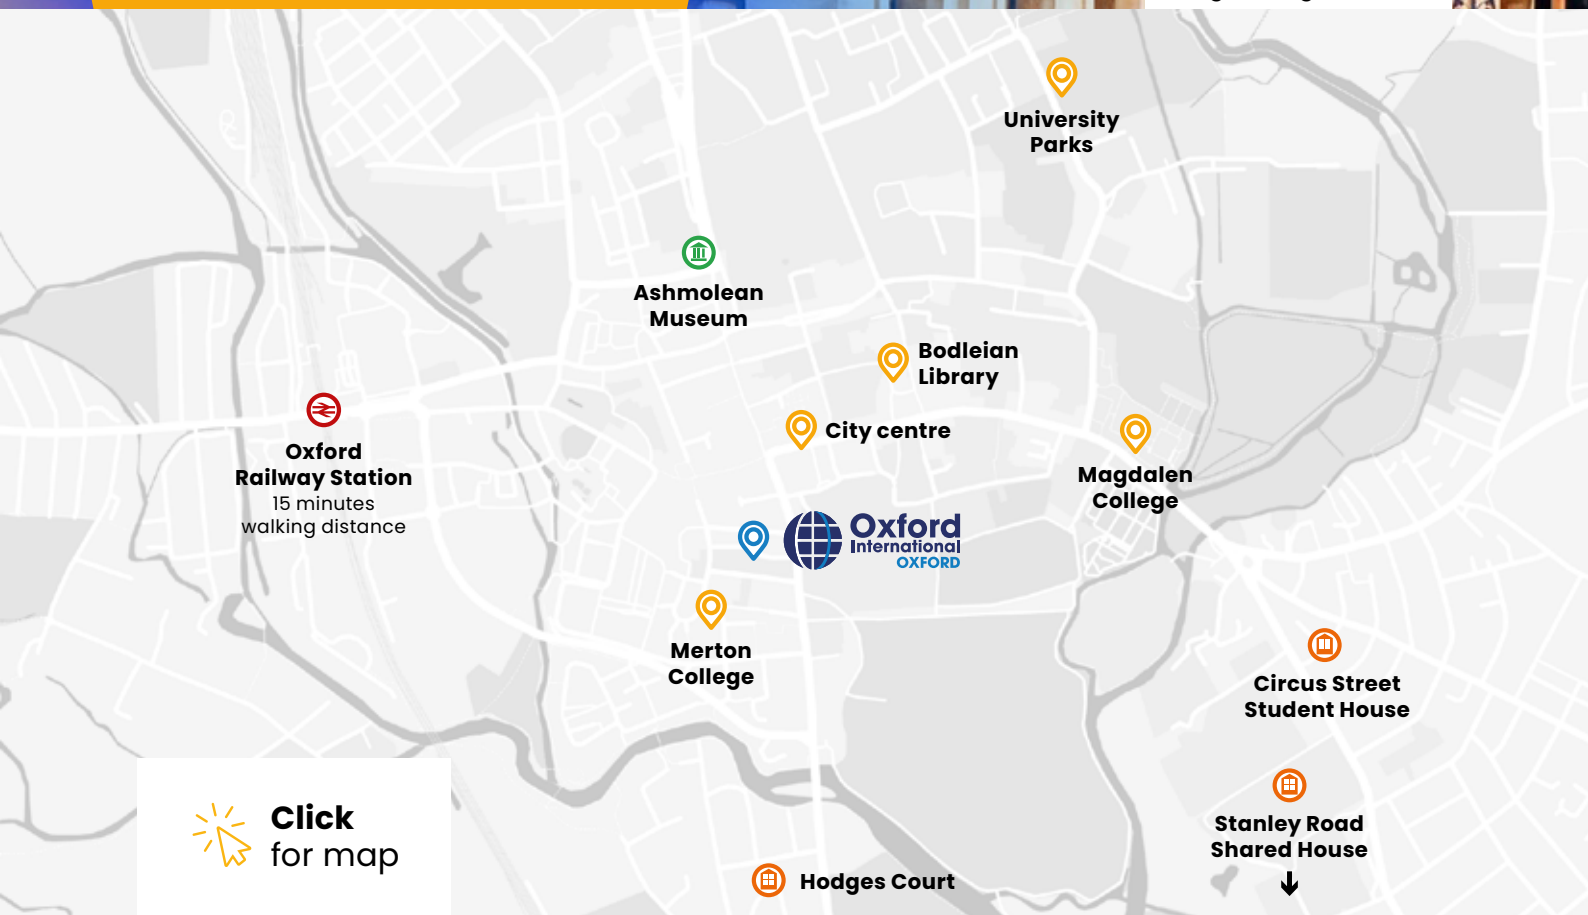 University
Parks
Ashmolean
Museum
Bodleian
Library
City centre
Oxford
Railway Station
15 minutes
walking distance
Magdalen
College
Oxford
International
OXFORD
Merton
College
Circus Street
Student House
Click
for map
Stanley Road
Shared House
Hodges Court